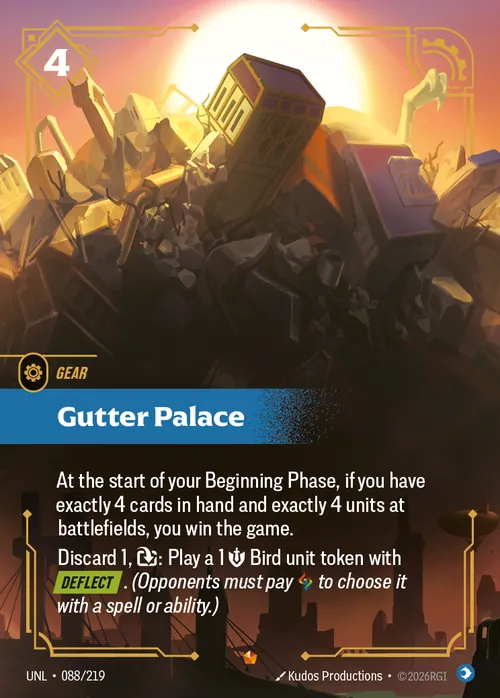 4
GEAR
Gutter Palace
At the start of your Beginning Phase, if you have
exactly 4 cards in hand and exactly 4 units at
battlefields, you win the game.
Discard 1, : Play a 1 Bird unit token with
DEFLECT. (Opponents must pay to choose it
with a spell or ability.)
UNL • 088/219
Kudos Productions • ©2026RGI